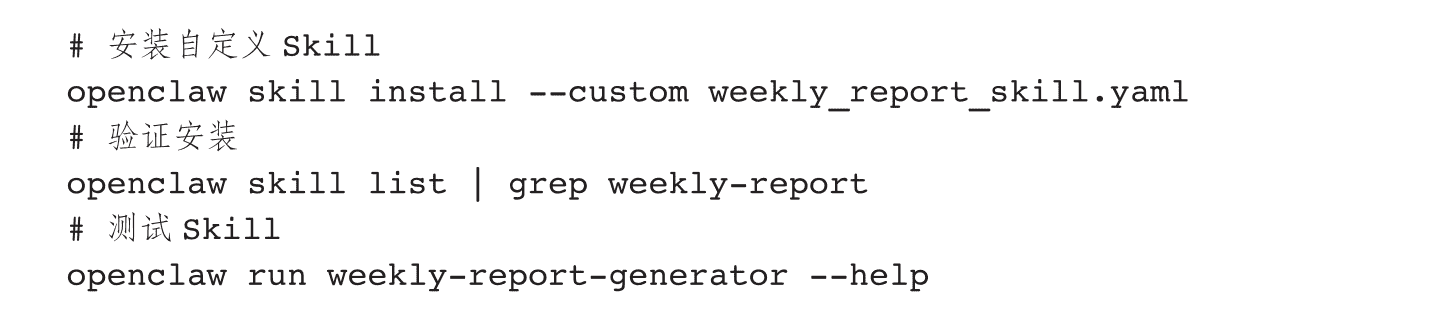 # 安装自定义 Skill
openclaw skill install --custom weekly_report_skill.yaml
# 验证安装
openclaw skill list | grep weekly-report
# 测试 Skill
openclaw run weekly-report-generator --help